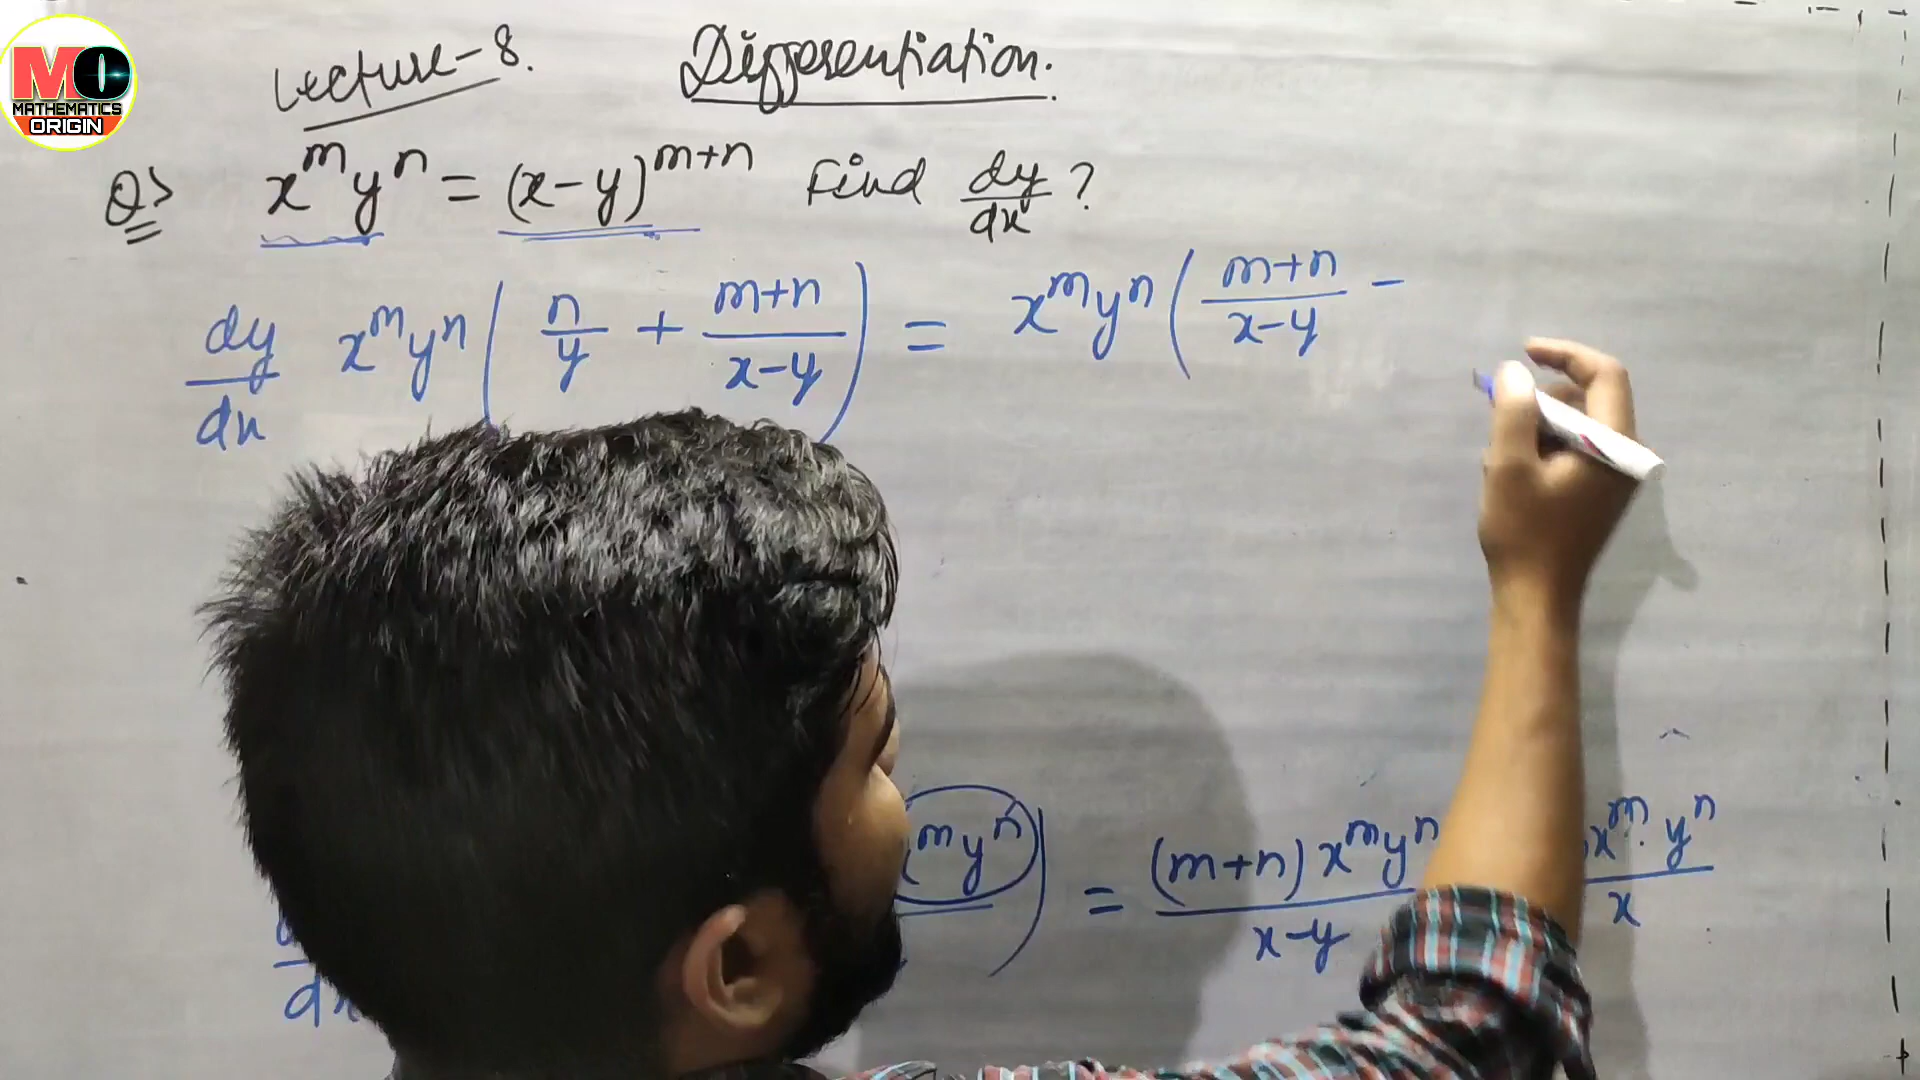 MO
MATHEMATICS
ORIGIN
Lecture-8. Differentiation.
Q> x^m y^n = (x-y)^{m+n} Find dy/dx ?
dy/dx x^m y^n ( n/y + (m+n)/(x-y) ) = x^m y^n ( (m+n)/(x-y) -
^m y^n ) = (m+n) x^m y^n / (x-y) x^m . y^n / x